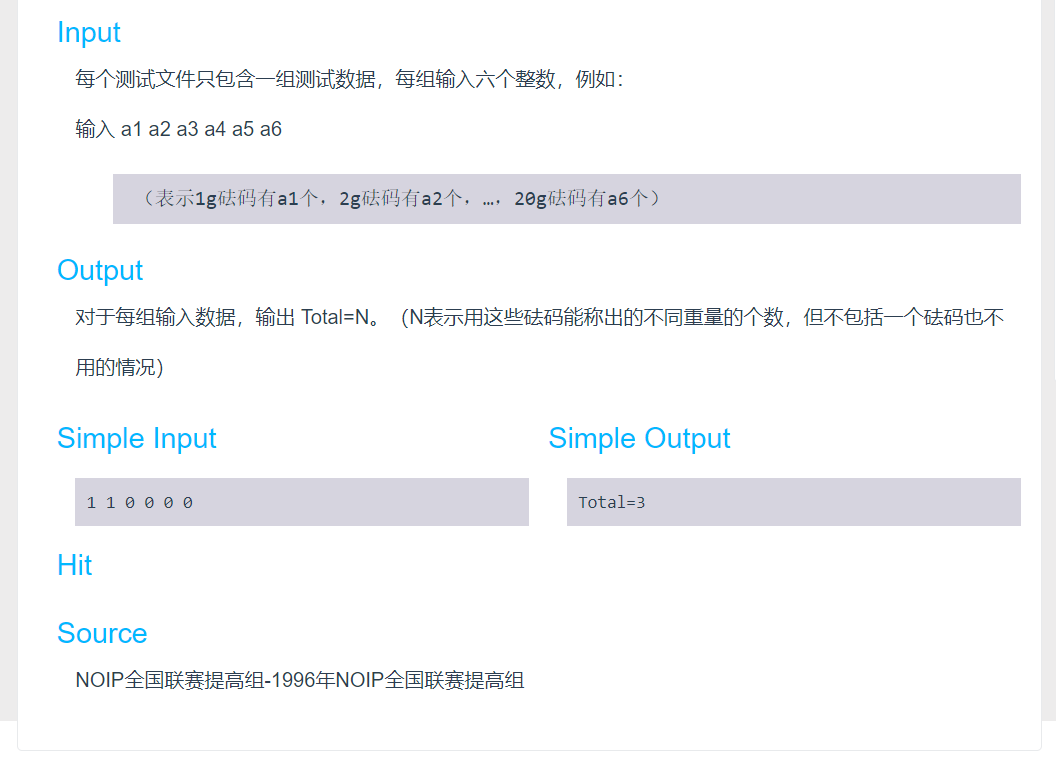 Input
每个测试文件只包含一组测试数据，每组输入六个整数，例如：
输入 a1 a2 a3 a4 a5 a6
（表示1g砝码有a1个，2g砝码有a2个，…，20g砝码有a6个）
Output
对于每组输入数据，输出 Total=N。（N表示用这些砝码能称出的不同重量的个数，但不包括一个砝码也不
用的情况）
Simple Input
Simple Output
1 1 0 0 0 0
Total=3
Hit
Source
NOIP全国联赛提高组-1996年NOIP全国联赛提高组